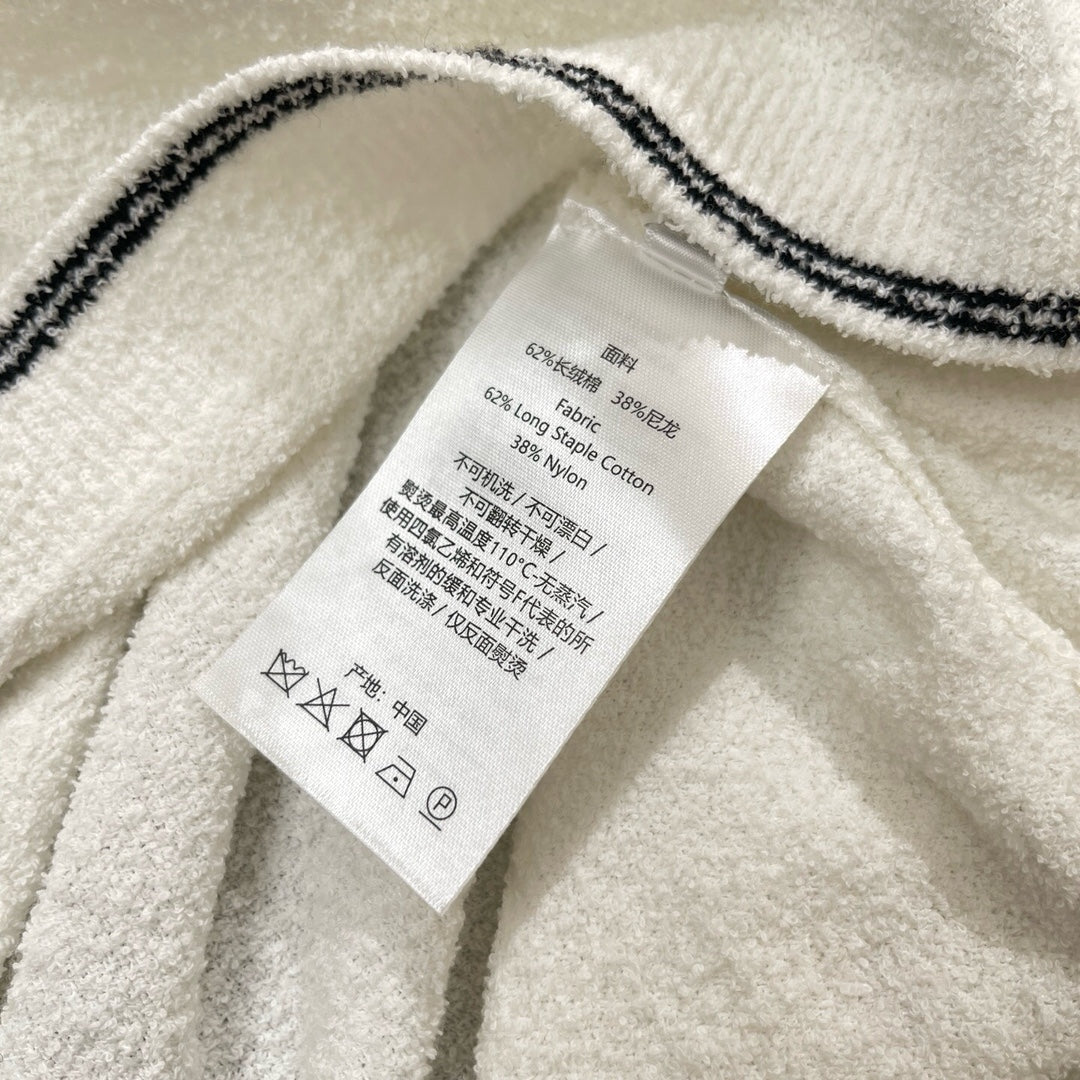 面料
62%长绒棉 38%尼龙
Fabric
62% Long Staple Cotton
38% Nylon
不可机洗 / 不可漂白 /
不可翻转干燥 /
熨烫最高温度110°C-无蒸汽 /
使用四氯乙烯和符号F代表的所
有溶剂的缓和专业干洗 /
反面洗涤 / 仅反面熨烫
产地：中国
P